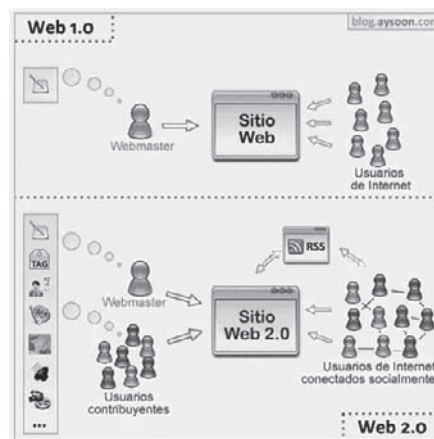 Web 1.0
blog.aysoon.com
Sitio
Web
Webmaster
Usuarios
de Internet
TAG
RSS
Webmaster
Sitio
Web 2.0
Usuarios
contribuyentes
Usuarios de Internet
conectados socialmente
...
Web 2.0